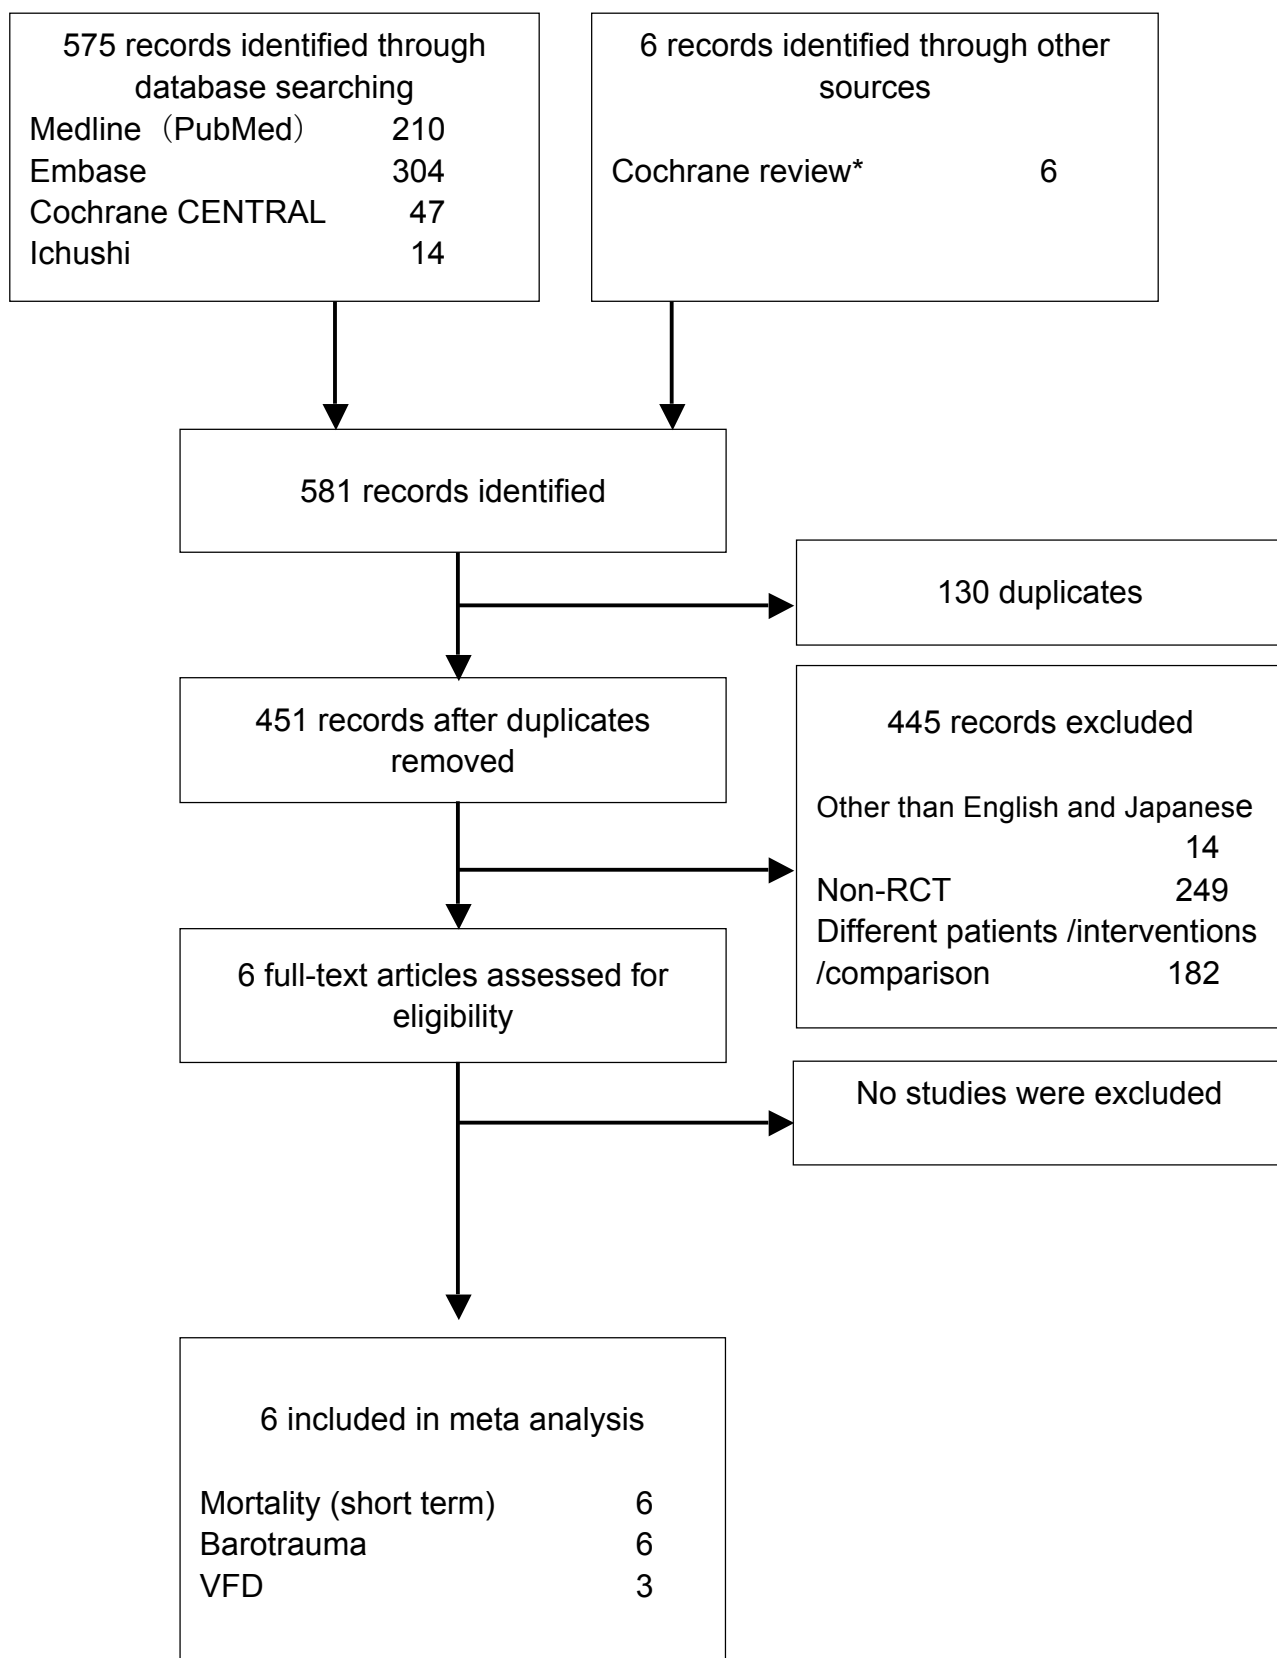 575 records identified through
database searching
Medline（PubMed） 210
Embase 304
Cochrane CENTRAL 47
Ichushi 14
6 records identified through other
sources
Cochrane review* 6
581 records identified
130 duplicates
451 records after duplicates
removed
445 records excluded
Other than English and Japanese
14
Non-RCT 249
Different patients /interventions
/comparison 182
6 full-text articles assessed for
eligibility
No studies were excluded
6 included in meta analysis
Mortality (short term) 6
Barotrauma 6
VFD 3